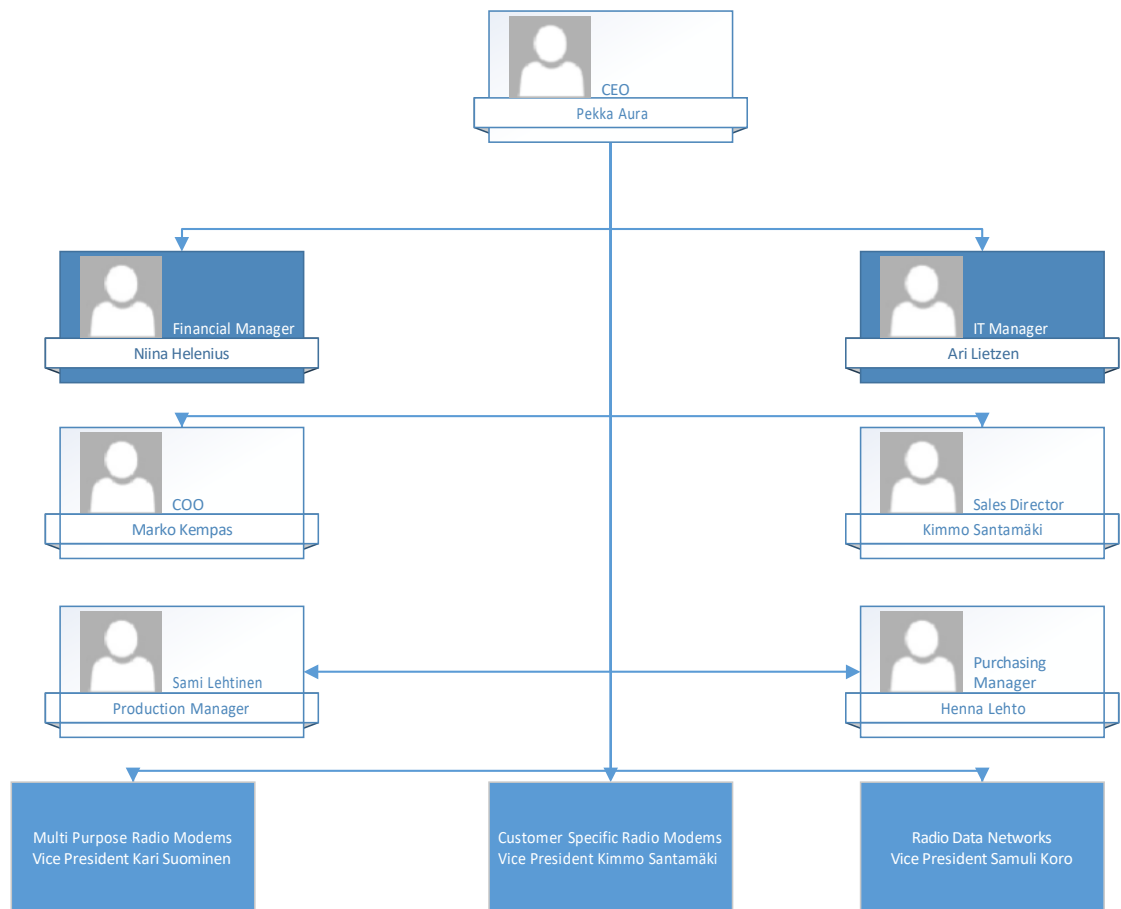 CEO
Pekka Aura
Financial Manager
Niina Helenius
IT Manager
Ari Lietzen
COO
Marko Kempas
Sales Director
Kimmo Santamäki
Sami Lehtinen
Production Manager
Purchasing
Manager
Henna Lehto
Multi Purpose Radio Modems
Vice President Kari Suominen
Customer Specific Radio Modems
Vice President Kimmo Santamäki
Radio Data Networks
Vice President Samuli Koro